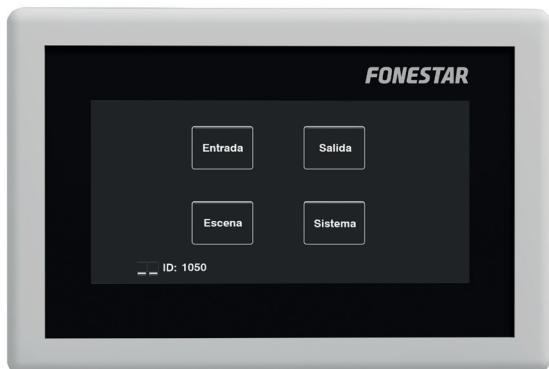 FONESTAR
Entrada
Salida
Escena
Sistema
ID: 1050